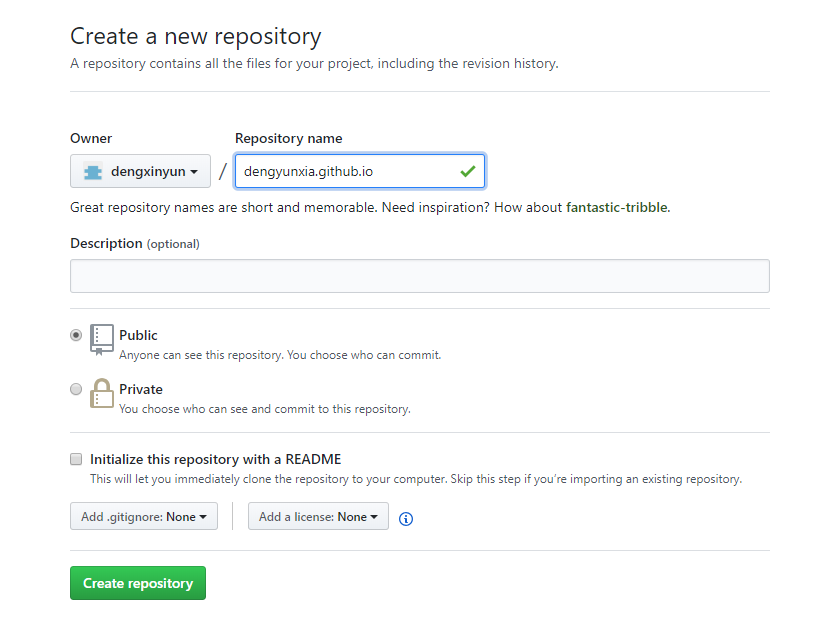 Create a new repository
A repository contains all the files for your project, including the revision history.
Owner Repository name
dengxinyun / dengyunxia.github.io
Great repository names are short and memorable. Need inspiration? How about fantastic-tribble.
Description (optional)
Public
Anyone can see this repository. You choose who can commit.
Private
You choose who can see and commit to this repository.
Initialize this repository with a README
This will let you immediately clone the repository to your computer. Skip this step if you’re importing an existing repository.
Add .gitignore: None Add a license: None
Create repository